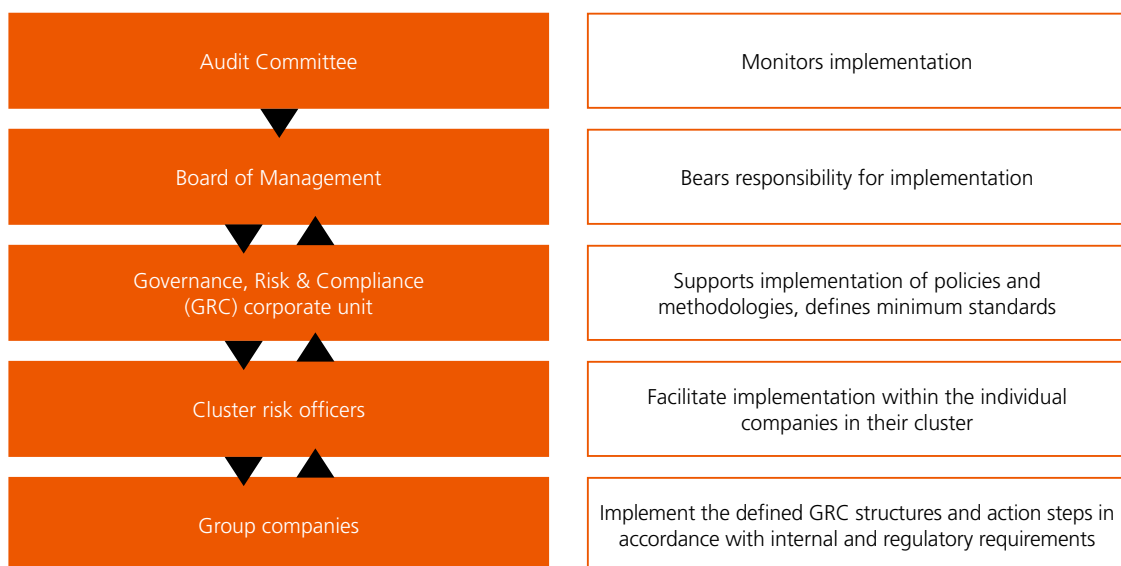 Audit Committee
Monitors implementation
Board of Management
Bears responsibility for implementation
Governance, Risk & Compliance
(GRC) corporate unit
Supports implementation of policies and
methodologies, defines minimum standards
Cluster risk officers
Facilitate implementation within the individual
companies in their cluster
Group companies
Implement the defined GRC structures and action steps in
accordance with internal and regulatory requirements